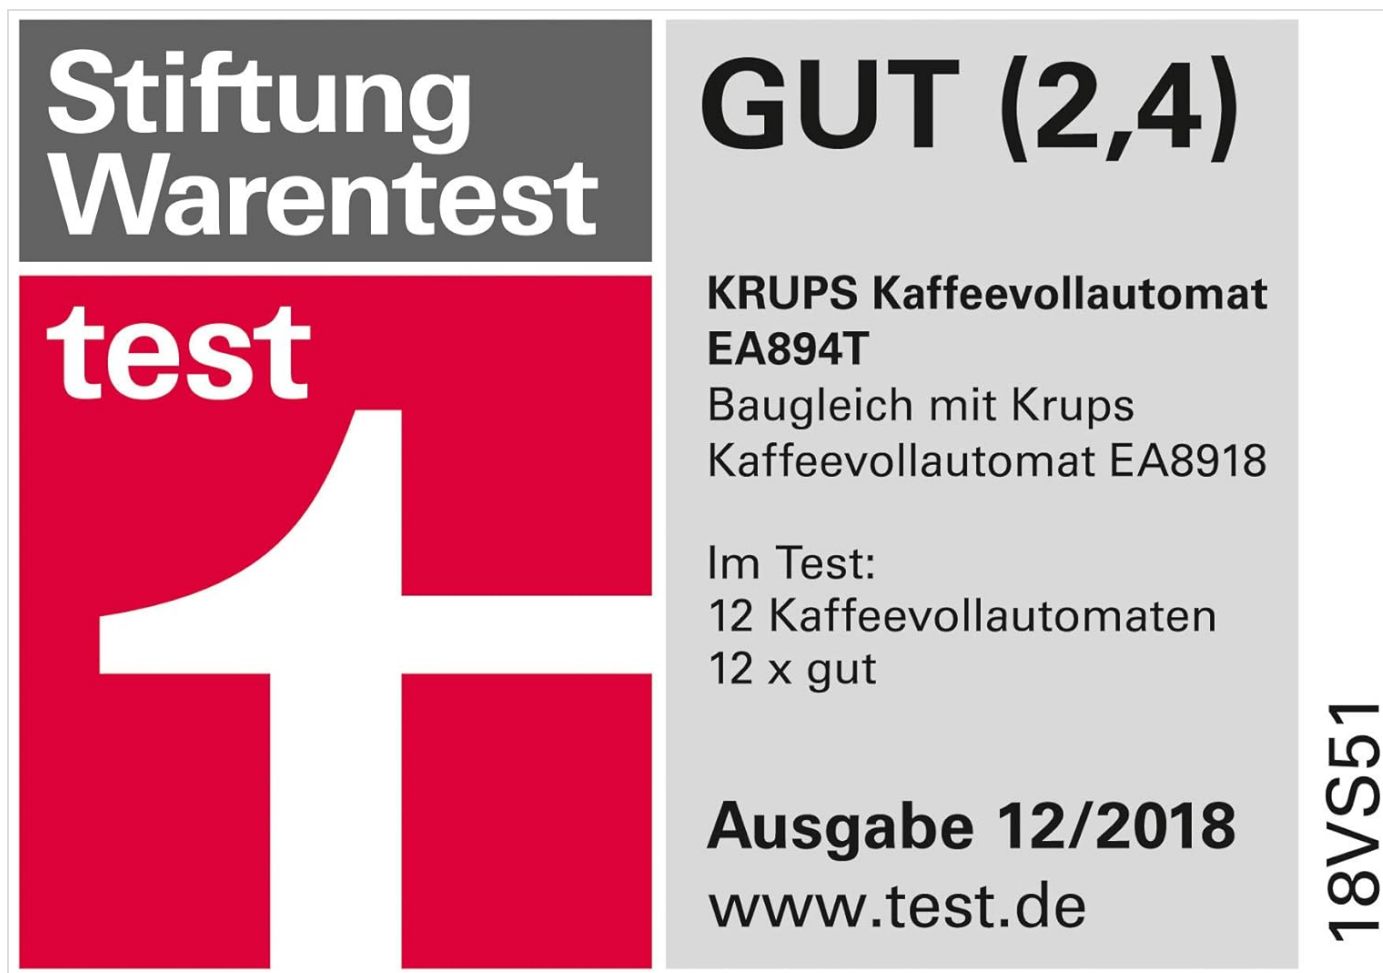 Stiftung
Warentest
test
GUT (2,4)
KRUPS Kaffeevollautomat
EA894T
Baugleich mit Krups
Kaffeevollautomat EA8918
Im Test:
12 Kaffeevollautomaten
12 x gut
Ausgabe 12/2018
www.test.de
18VS51